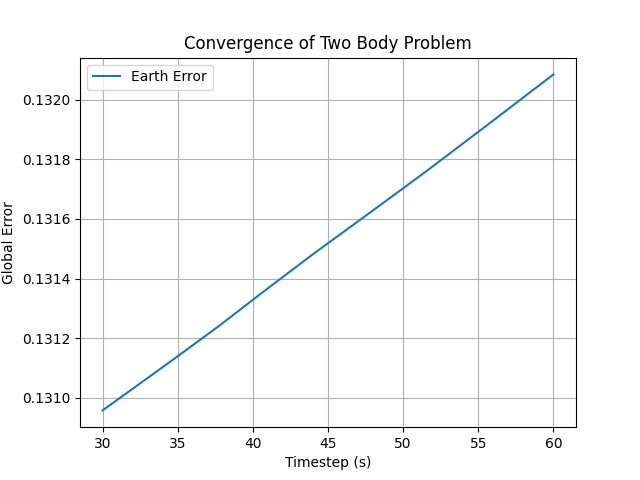 Convergence of Two Body Problem
Earth Error
0.1320
0.1318
0.1316
0.1314
0.1312
0.1310
Global Error
30 35 40 45 50 55 60
Timestep (s)